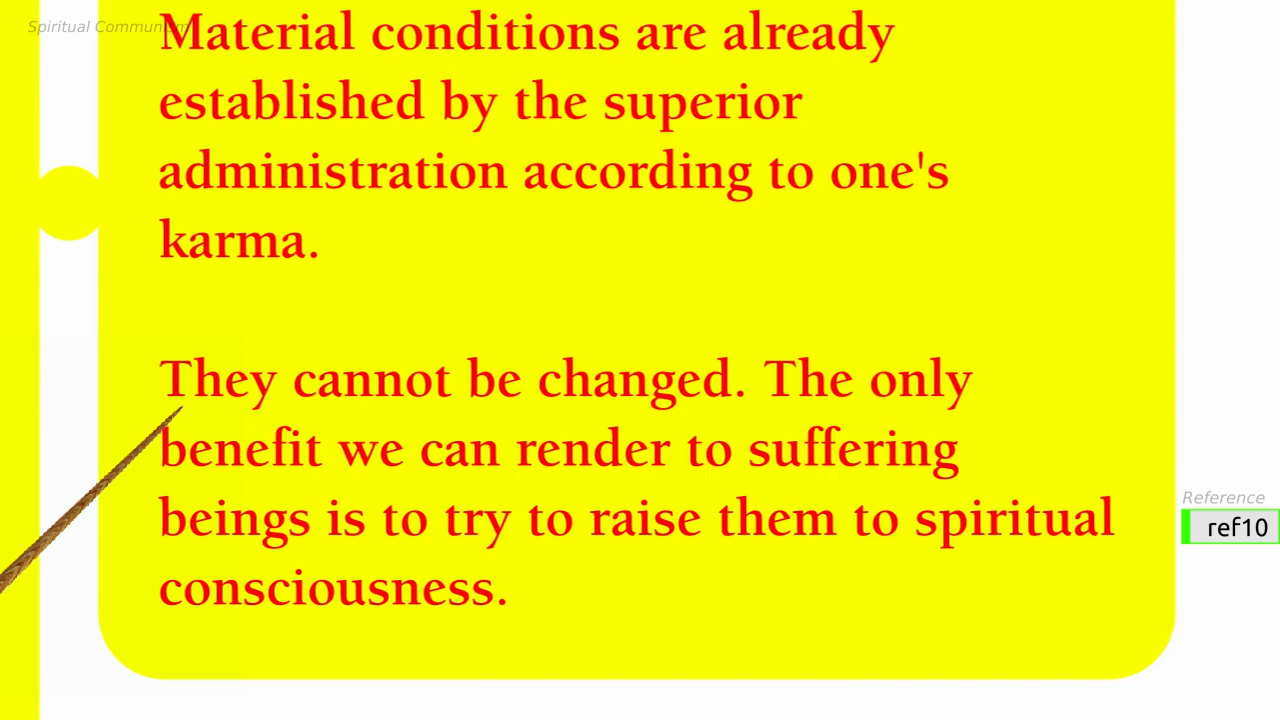 Spiritual Communism
Material conditions are already
established by the superior
administration according to one's
karma.
They cannot be changed. The only
benefit we can render to suffering
beings is to try to raise them to spiritual
consciousness.
Reference
ref10